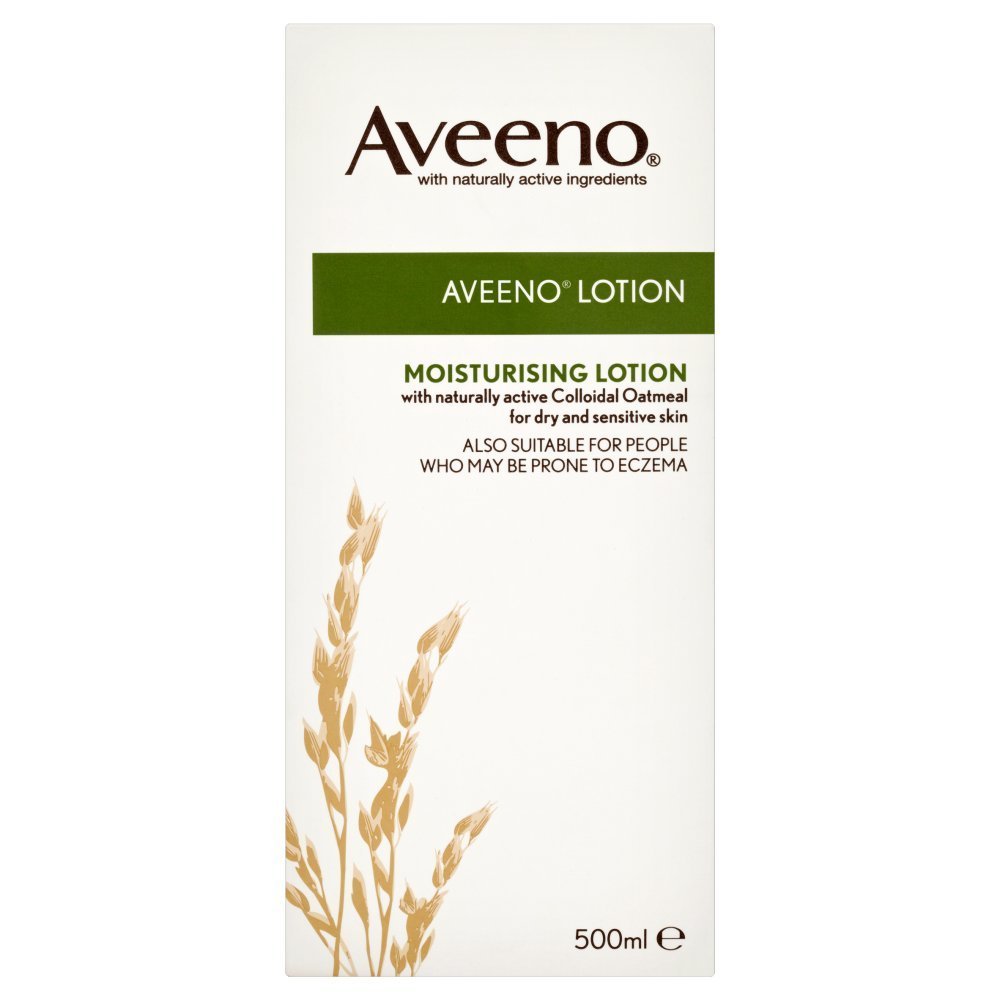 Aveeno®
with naturally active ingredients
AVEENO® LOTION
MOISTURISING LOTION
with naturally active Colloidal Oatmeal
for dry and sensitive skin
ALSO SUITABLE FOR PEOPLE
WHO MAY BE PRONE TO ECZEMA
500ml ℮